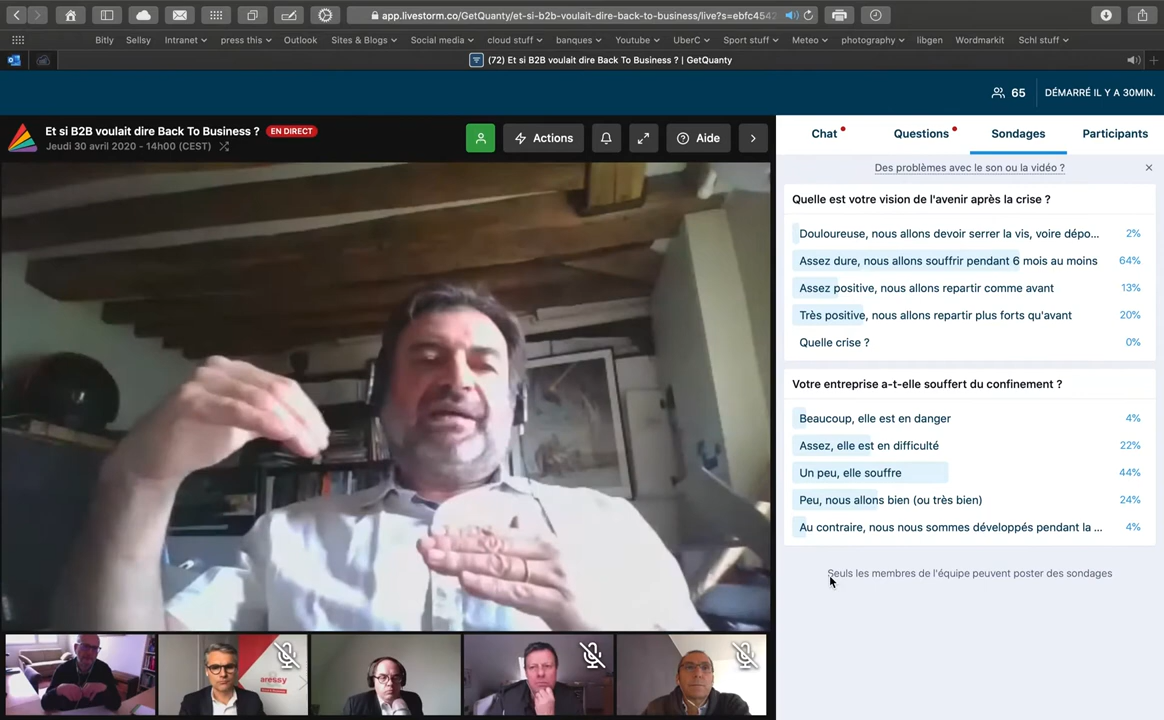 app.livestorm.co/GetQuanty/et-si-b2b-voulait-dire-back-to-business/live?s=ebfc454
Bitly Sellsy Intranet press this Outlook Sites & Blogs Social media cloud stuff banques Youtube UberC Sport stuff Meteo photography libgen Wordmarkit Schl stuff
(72) Et si B2B voulait dire Back To Business ? | GetQuanty
65 DÉMARRÉ IL Y A 30MIN.
Et si B2B voulait dire Back To Business ? EN DIRECT
Jeudi 30 avril 2020 - 14h00 (CEST)
Actions Aide
Chat Questions Sondages Participants
Des problèmes avec le son ou la vidéo ?
Quelle est votre vision de l'avenir après la crise ?
Douloureuse, nous allons devoir serrer la vis, voire dépo... 2%
Assez dure, nous allons souffrir pendant 6 mois au moins 64%
Assez positive, nous allons repartir comme avant 13%
Très positive, nous allons repartir plus forts qu'avant 20%
Quelle crise ? 0%
Votre entreprise a-t-elle souffert du confinement ?
Beaucoup, elle est en danger 4%
Assez, elle est en difficulté 22%
Un peu, elle souffre 44%
Peu, nous allons bien (ou très bien) 24%
Au contraire, nous nous sommes développés pendant la ... 4%
Seuls les membres de l'équipe peuvent poster des sondages
aressy